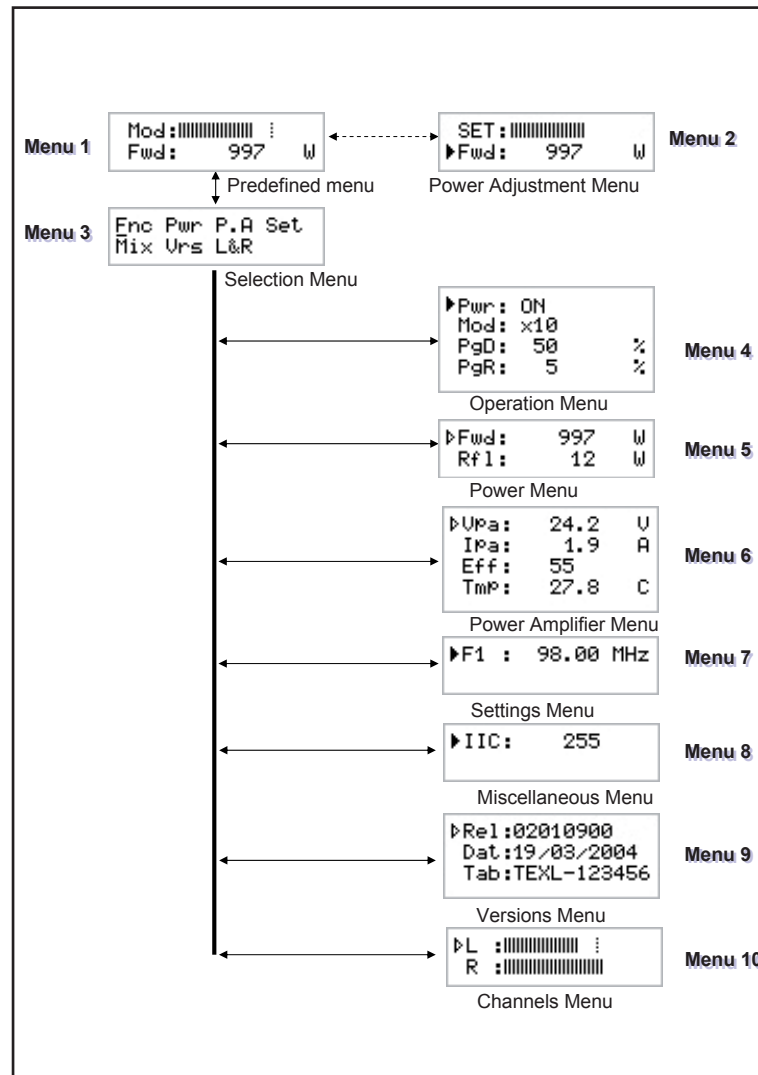 Menu 1
Mod:
Fwd: 997 W
Predefined menu
SET:
Fwd: 997 W
Menu 2
Power Adjustment Menu
Menu 3
Fnc Pwr P.A Set
Mix Vrs L&R
Selection Menu
Pwr: ON
Mod: x10
PgD: 50 %
PgR: 5 %
Menu 4
Operation Menu
Fwd: 997 W
Rfl: 12 W
Menu 5
Power Menu
Vpa: 24.2 V
Ipa: 1.9 A
Eff: 55
Tmp: 27.8 C
Menu 6
Power Amplifier Menu
F1 : 98.00 MHz
Menu 7
Settings Menu
IIC: 255
Menu 8
Miscellaneous Menu
Rel:02010900
Dat:19/03/2004
Tab:TEXL-123456
Menu 9
Versions Menu
L :
R :
Menu 10
Channels Menu